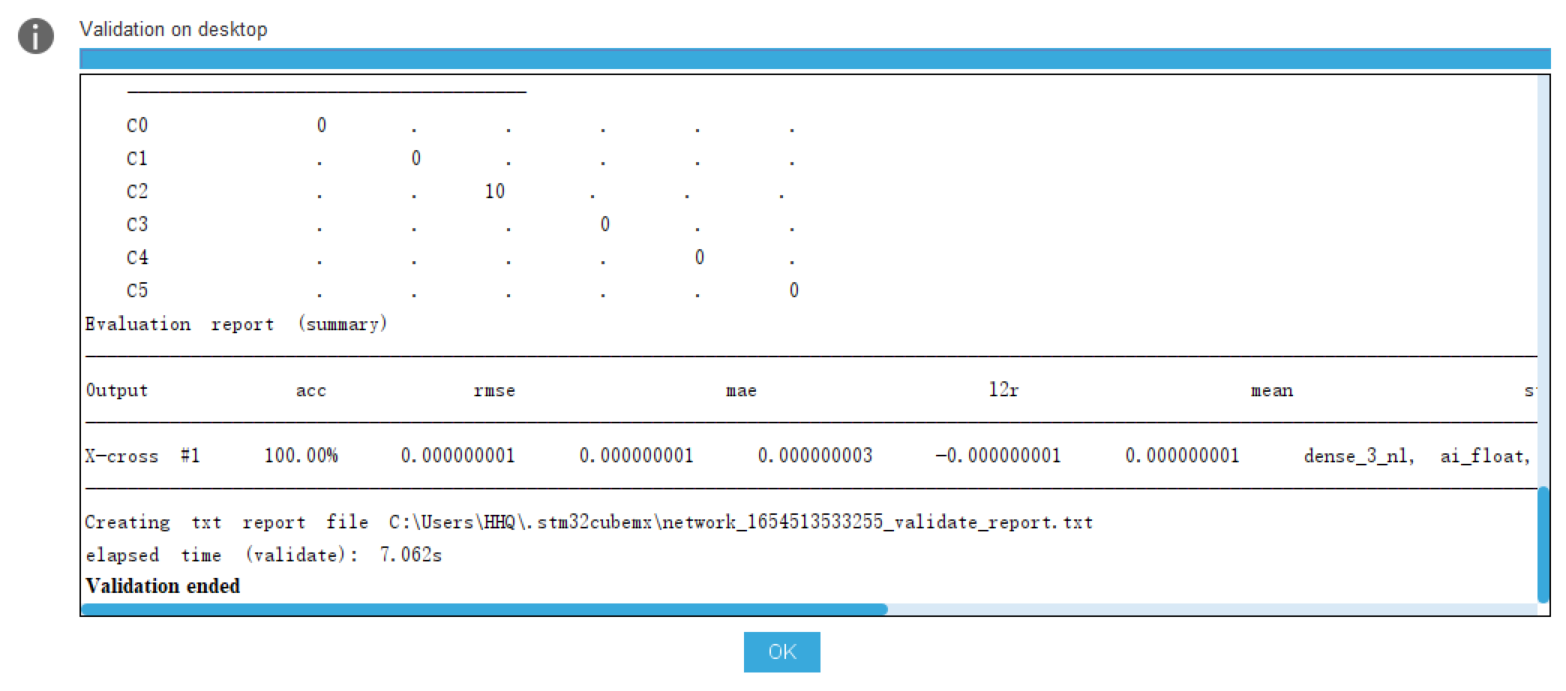 Validation on desktop
C0 0 . . . . .
C1 . 0 . . . .
C2 . . 10 . . .
C3 . . . 0 . .
C4 . . . . 0 .
C5 . . . . . 0
Evaluation report (summary)
Output acc rmse mae l2r mean s
X-cross #1 100.00% 0.000000001 0.000000001 0.000000003 -0.000000001 0.000000001 dense_3_nl, ai_float,
Creating txt report file C:\Users\HHQ\.stm32cubemx\network_1654513533255_validate_report.txt
elapsed time (validate): 7.062s
Validation ended
OK